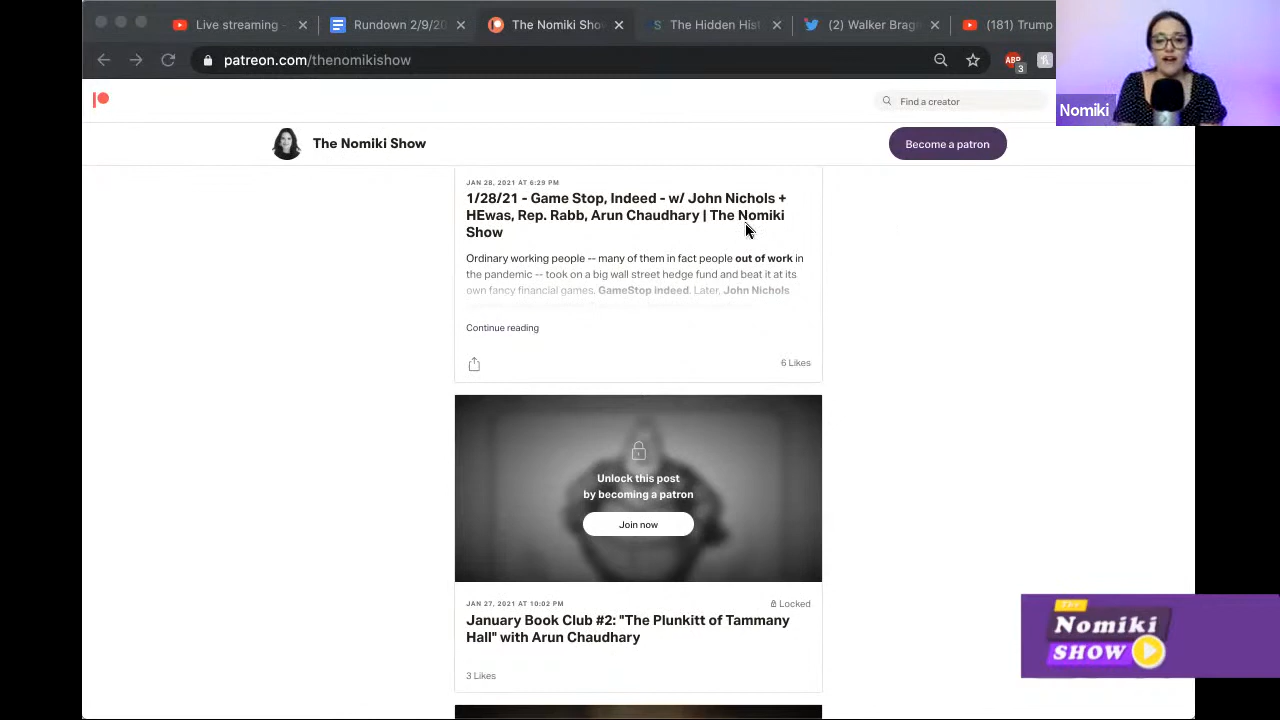 Live streaming -
Rundown 2/9/20
The Nomiki Sho
The Hidden Hist
(2) Walker Brag
(181) Trump
patreon.com/thenomikishow
ABP
3
Find a creator
Nomiki
The Nomiki Show
Become a patron
JAN 28, 2021 AT 6:29 PM
1/28/21 - Game Stop, Indeed - w/ John Nichols +
HEwas, Rep. Rabb, Arun Chaudhary | The Nomiki
Show
Ordinary working people -- many of them in fact people out of work in
the pandemic -- took on a big wall street hedge fund and beat it at its
own fancy financial games. GameStop indeed. Later, John Nichols
Continue reading
6 Likes
Unlock this post
by becoming a patron
Join now
JAN 27, 2021 AT 10:02 PM
Locked
January Book Club #2: "The Plunkitt of Tammany
Hall" with Arun Chaudhary
3 Likes
The
Nomiki
SHOW